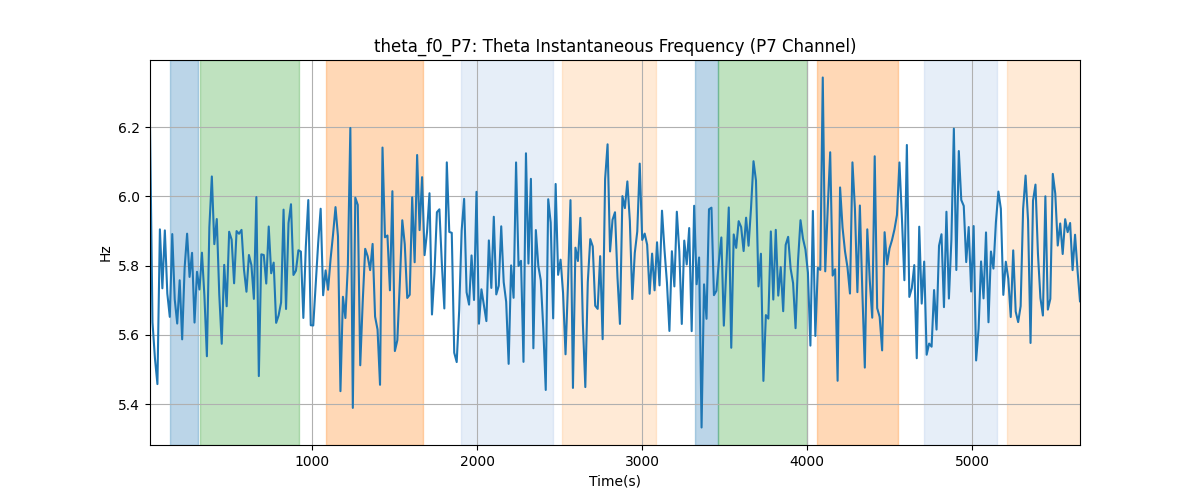 theta_f0_P7: Theta Instantaneous Frequency (P7 Channel)
Hz
6.2
6.0
5.8
5.6
5.4
1000 2000 3000 4000 5000
Time(s)